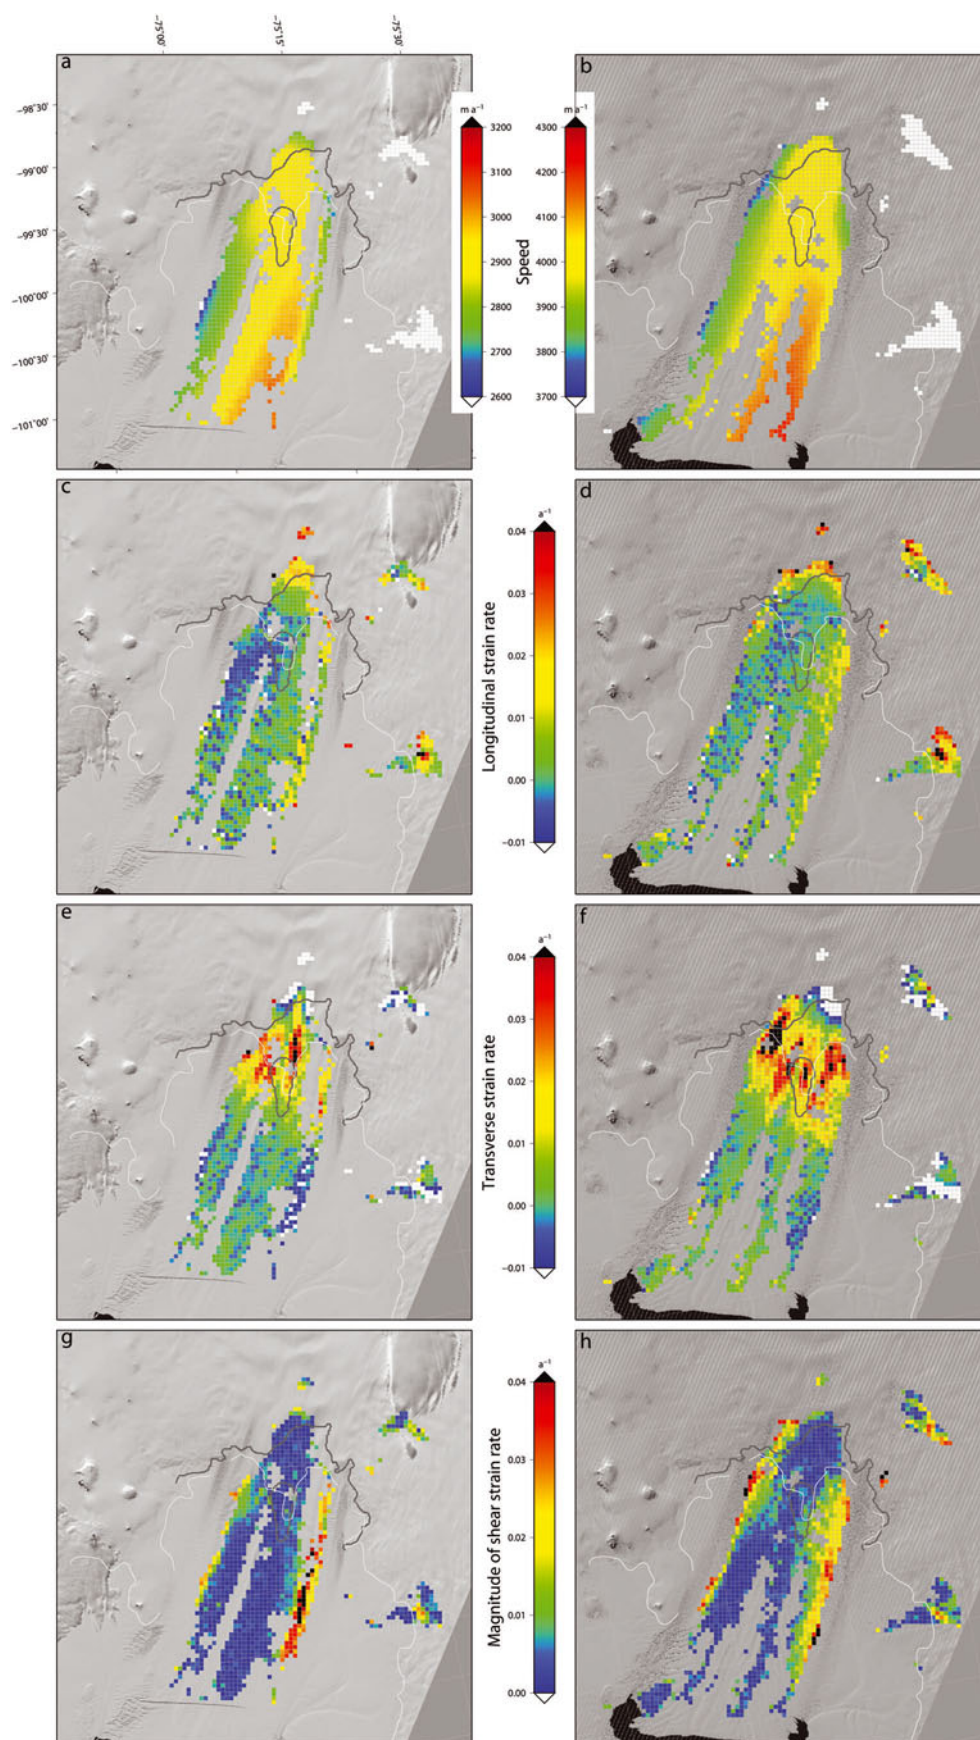 −75˚00' −75˚15' −75˚30'
a
b
m a⁻¹ m a⁻¹
−98˚30'
−99˚00'
−99˚30'
−100˚00'
−100˚30'
−101˚00'
3200
3100
3000
2900
2800
2700
2600
Speed
4300
4200
4100
4000
3900
3800
3700
c
d
a⁻¹
0.04
0.03
0.02
0.01
0.00
−0.01
Longitudinal strain rate
e
f
a⁻¹
0.04
0.03
0.02
0.01
0.00
−0.01
Transverse strain rate
g
h
a⁻¹
0.04
0.03
0.02
0.01
0.00
Magnitude of shear strain rate